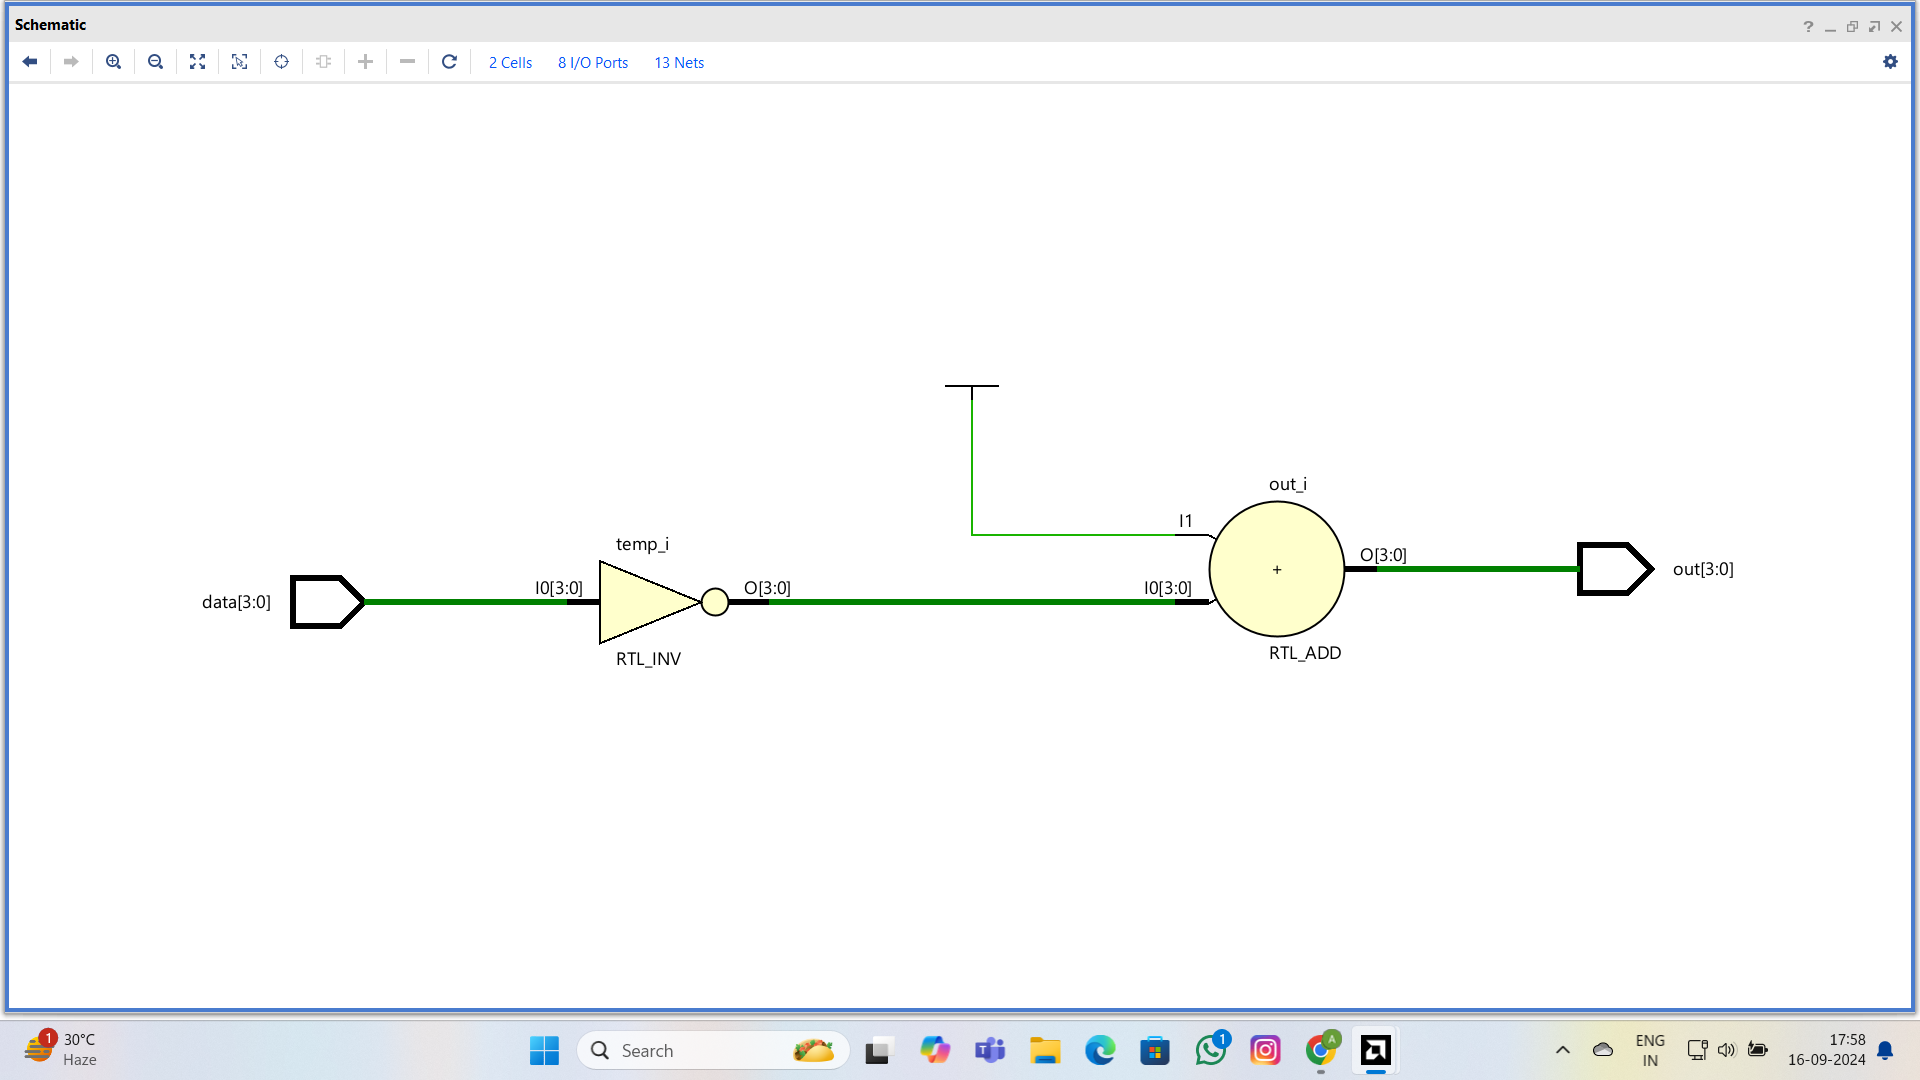 Schematic
2 Cells
8 I/O Ports
13 Nets
out_i
I1
temp_i
I0[3:0]
O[3:0]
I0[3:0]
+
O[3:0]
out[3:0]
data[3:0]
RTL_INV
RTL_ADD
1
30°C
Haze
Search
1
A
ENG
IN
17:58
16-09-2024